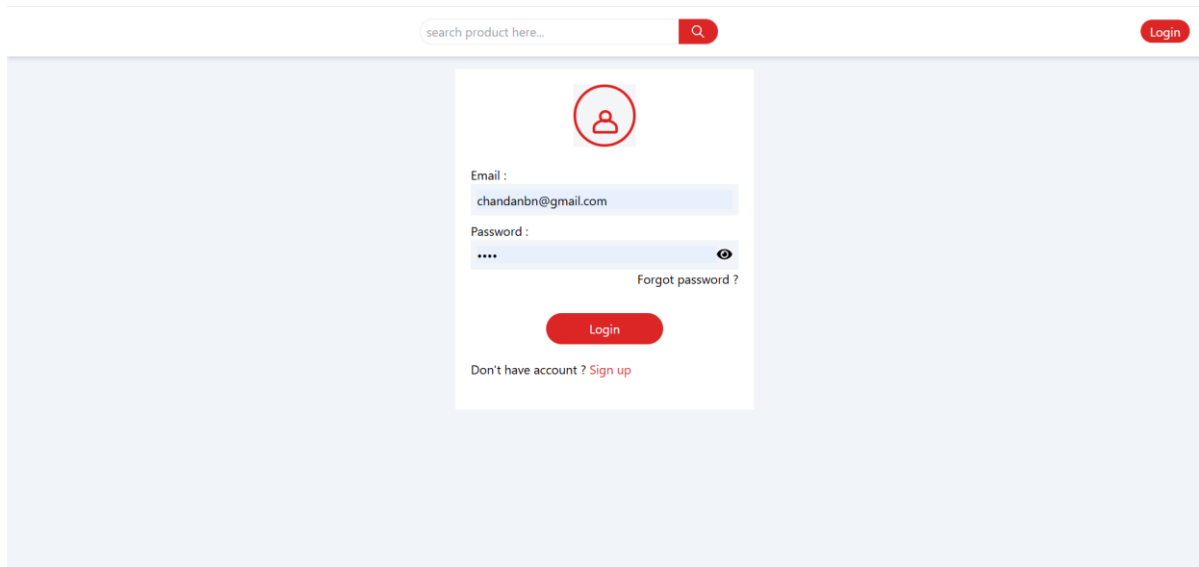 search product here...
Login
Email :
chandanbn@gmail.com
Password :
••••
Forgot password ?
Login
Don't have account ? Sign up